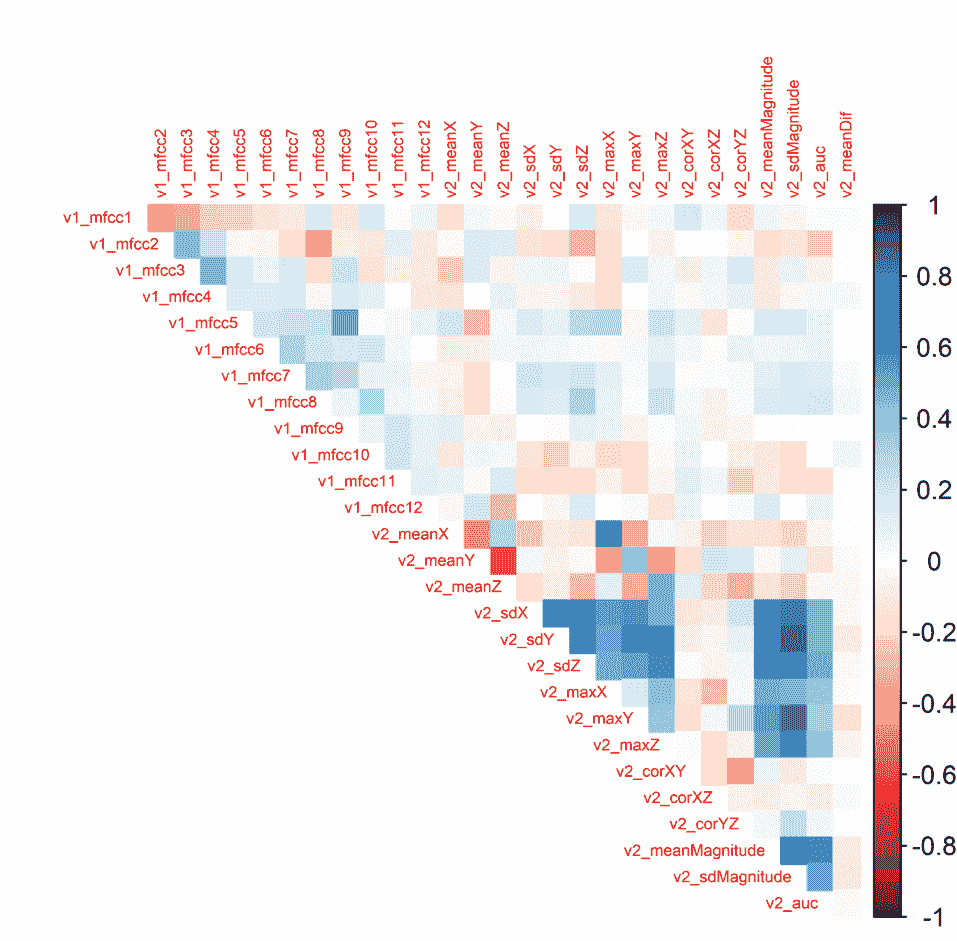 v1_mfcc2
v1_mfcc3
v1_mfcc4
v1_mfcc5
v1_mfcc6
v1_mfcc7
v1_mfcc8
v1_mfcc9
v1_mfcc10
v1_mfcc11
v1_mfcc12
v2_meanX
v2_meanY
v2_meanZ
v2_sdX
v2_sdY
v2_sdZ
v2_maxX
v2_maxY
v2_maxZ
v2_corXY
v2_corXZ
v2_corYZ
v2_meanMagnitude
v2_sdMagnitude
v2_auc
v2_meanDif
v1_mfcc1
v1_mfcc2
v1_mfcc3
v1_mfcc4
v1_mfcc5
v1_mfcc6
v1_mfcc7
v1_mfcc8
v1_mfcc9
v1_mfcc10
v1_mfcc11
v1_mfcc12
v2_meanX
v2_meanY
v2_meanZ
v2_sdX
v2_sdY
v2_sdZ
v2_maxX
v2_maxY
v2_maxZ
v2_corXY
v2_corXZ
v2_corYZ
v2_meanMagnitude
v2_sdMagnitude
v2_auc
1
0.8
0.6
0.4
0.2
0
-0.2
-0.4
-0.6
-0.8
-1